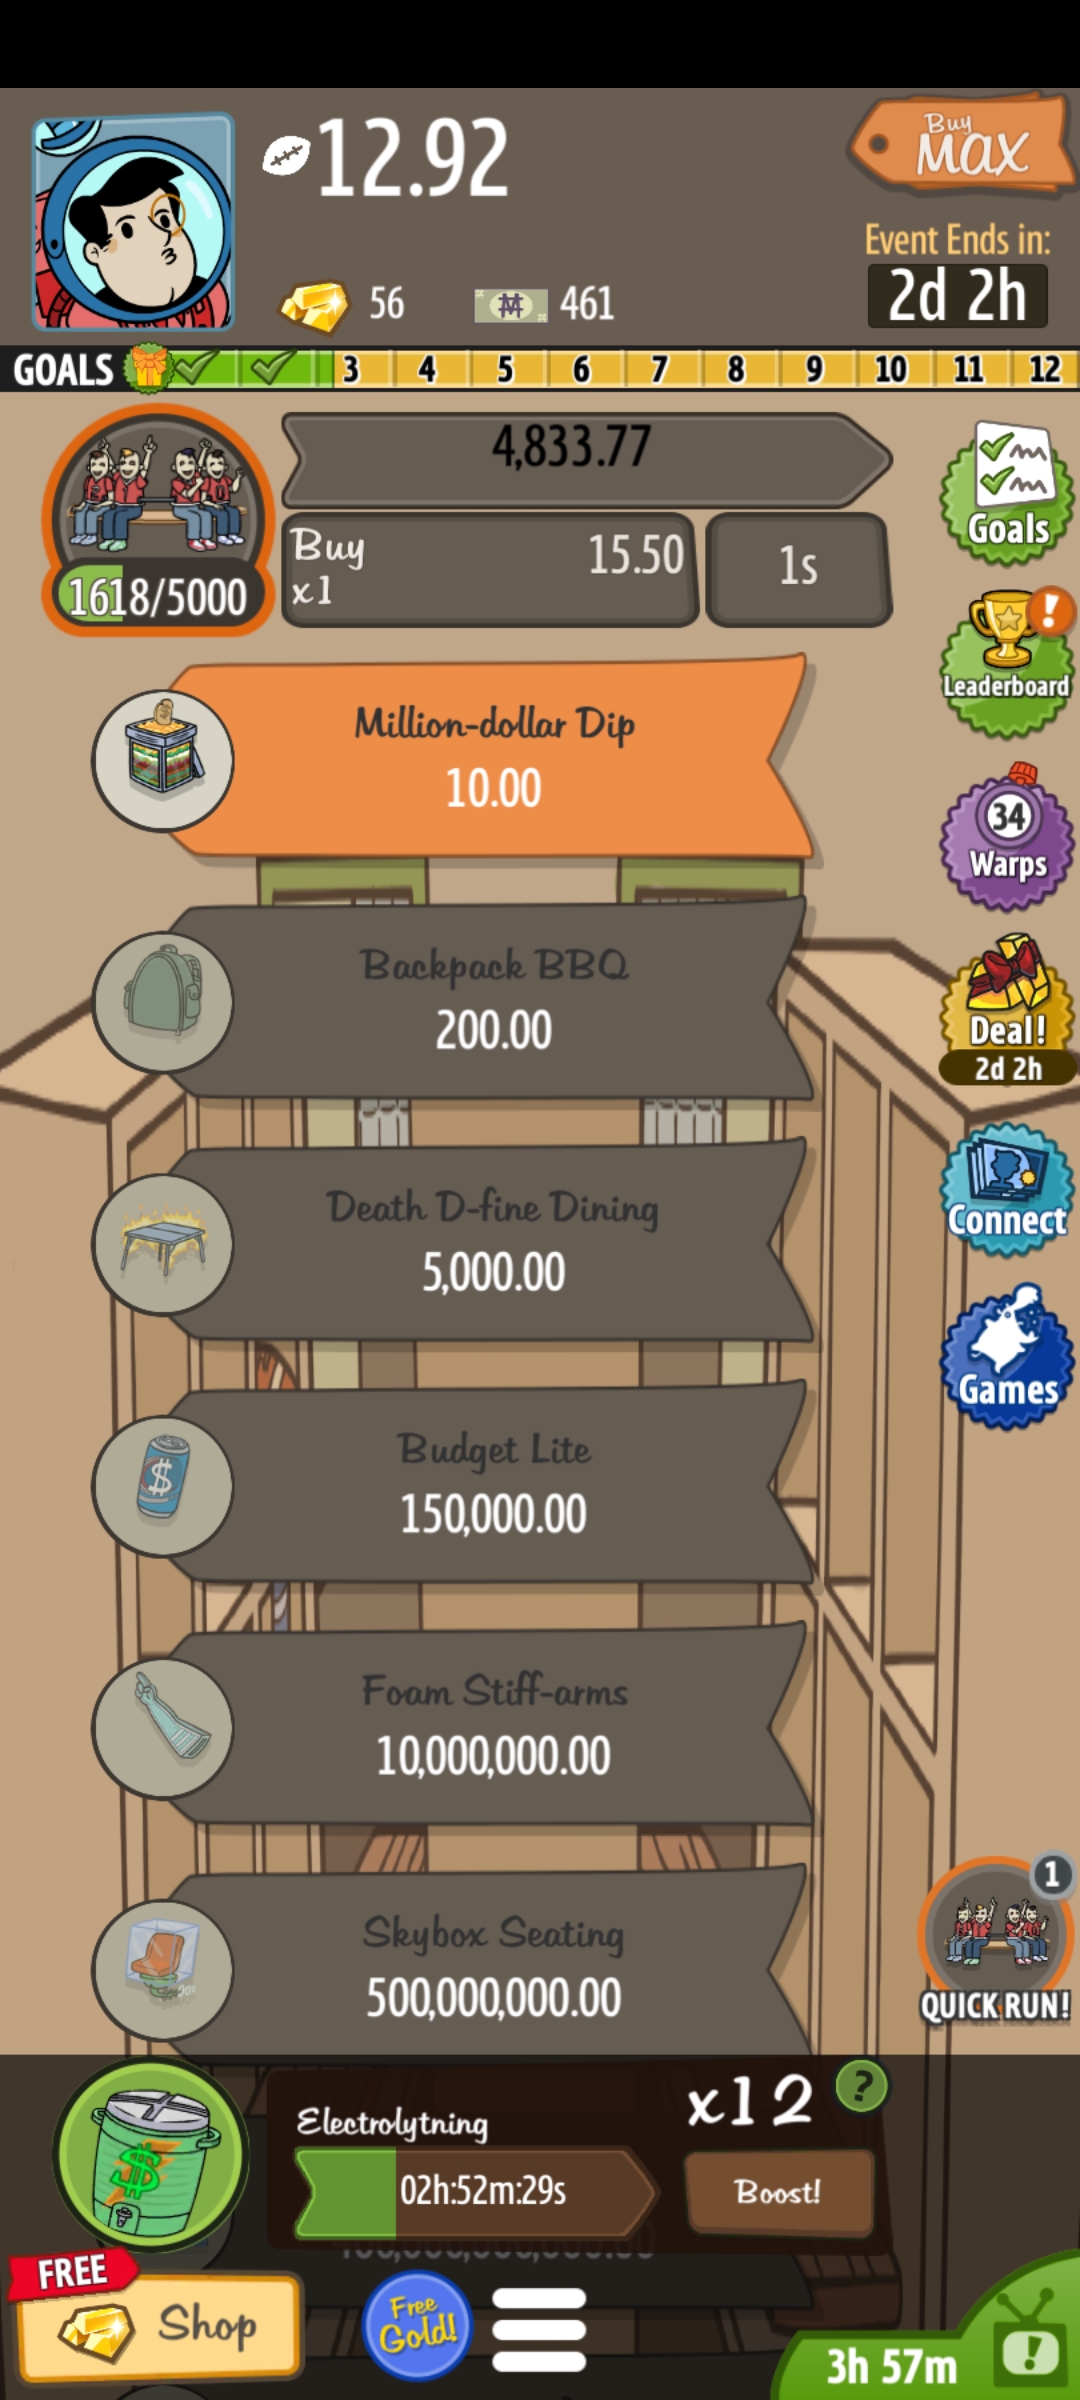 12.92
Buy
MAX
Event Ends in:
2d 2h
56
461
GOALS 3 4 5 6 7 8 9 10 11 12
4,833.77
Buy
x1
15.50
1s
1618/5000
Goals
!
Leaderboard
Million-dollar Dip
10.00
34
Warps
Backpack BBQ
200.00
Deal!
2d 2h
Death D-fine Dining
5,000.00
Connect
Games
Budget Lite
150,000.00
Foam Stiff-arms
10,000,000.00
1
QUICK RUN!
Skybox Seating
500,000,000.00
Electrolytning
x12
?
02h:52m:29s
Boost!
FREE
Shop
Free
Gold!
3h 57m
!